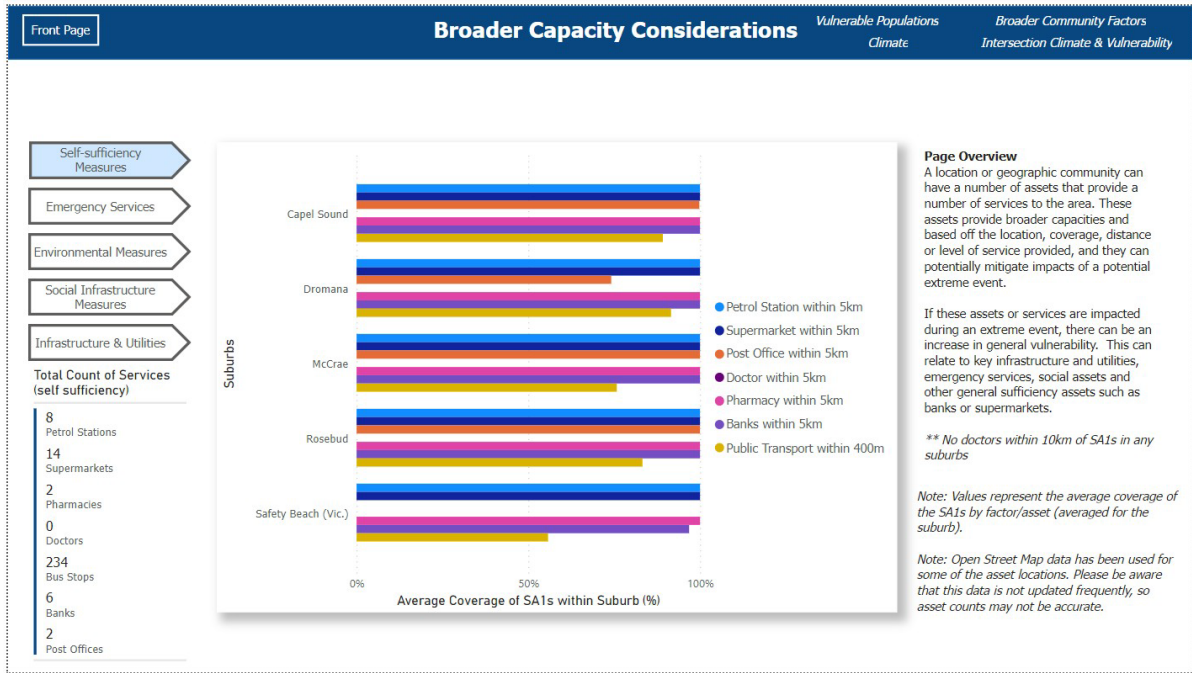 Front Page
Broader Capacity Considerations
Vulnerable Populations
Broader Community Factors
Climate
Intersection Climate & Vulnerability
Self-sufficiency
Measures
Emergency Services
Environmental Measures
Social Infrastructure
Measures
Infrastructure & Utilities
Total Count of Services
(self sufficiency)
8
Petrol Stations
14
Supermarkets
2
Pharmacies
0
Doctors
234
Bus Stops
6
Banks
2
Post Offices
Suburbs
Capel Sound
Dromana
McCrae
Rosebud
Safety Beach (Vic.)
0%
50%
100%
Average Coverage of SA1s within Suburb (%)
Petrol Station within 5km
Supermarket within 5km
Post Office within 5km
Doctor within 5km
Pharmacy within 5km
Banks within 5km
Public Transport within 400m
Page Overview
A location or geographic community can
have a number of assets that provide a
number of services to the area. These
assets provide broader capacities and
based off the location, coverage, distance
or level of service provided, and they can
potentially mitigate impacts of a potential
extreme event.
If these assets or services are impacted
during an extreme event, there can be an
increase in general vulnerability. This can
relate to key infrastructure and utilities,
emergency services, social assets and
other general sufficiency assets such as
banks or supermarkets.
** No doctors within 10km of SA1s in any
suburbs
Note: Values represent the average coverage of
the SA1s by factor/asset (averaged for the
suburb).
Note: Open Street Map data has been used for
some of the asset locations. Please be aware
that this data is not updated frequently, so
asset counts may not be accurate.